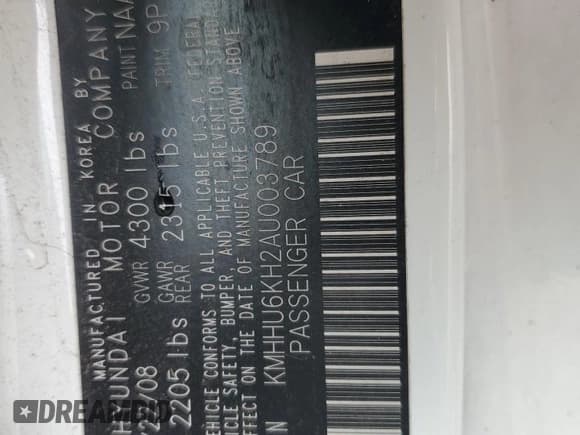 MANUFACTURED IN KOREA BY
HYUNDAI MOTOR COMPANY
22/08 GVWR 4300 lbs PAINT NAA
GAWR
2205 lbs REAR 2315 lbs TRIM 9P
VEHICLE CONFORMS TO ALL APPLICABLE U.S.A. FEDERAL
VEHICLE SAFETY, BUMPER, AND THEFT PREVENTION STANDARDS
EFFECT ON THE DATE OF MANUFACTURE SHOWN ABOVE
KMHHU6KH2AU003789
PASSENGER CAR
DREAMBID